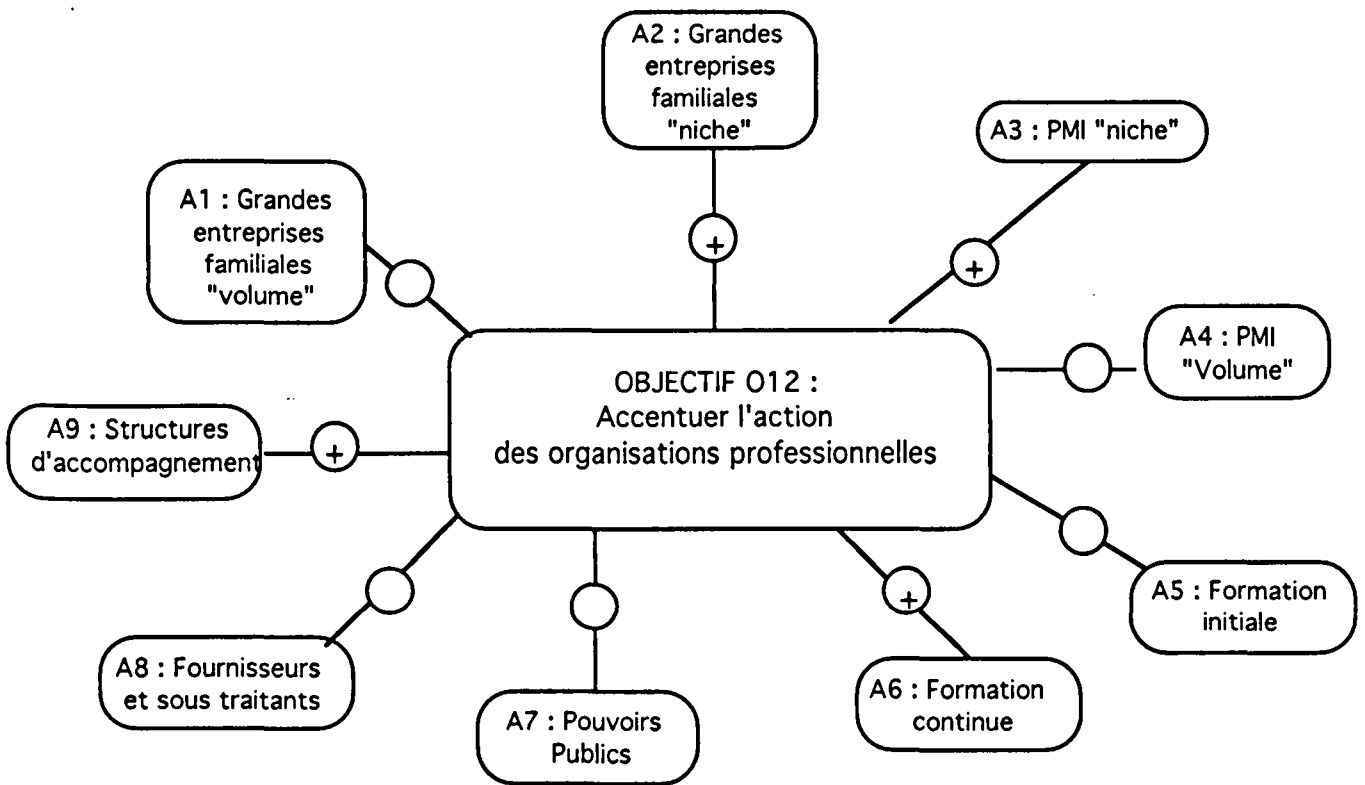 A2 : Grandes
entreprises
familiales
"niche"
+
A3 : PMI "niche"
+
A1 : Grandes
entreprises
familiales
"volume"
A4 : PMI
"Volume"
OBJECTIF O12 :
Accentuer l'action
des organisations professionnelles
A9 : Structures
d'accompagnement
+
A5 : Formation
initiale
+
A6 : Formation
continue
A8 : Fournisseurs
et sous traitants
A7 : Pouvoirs
Publics